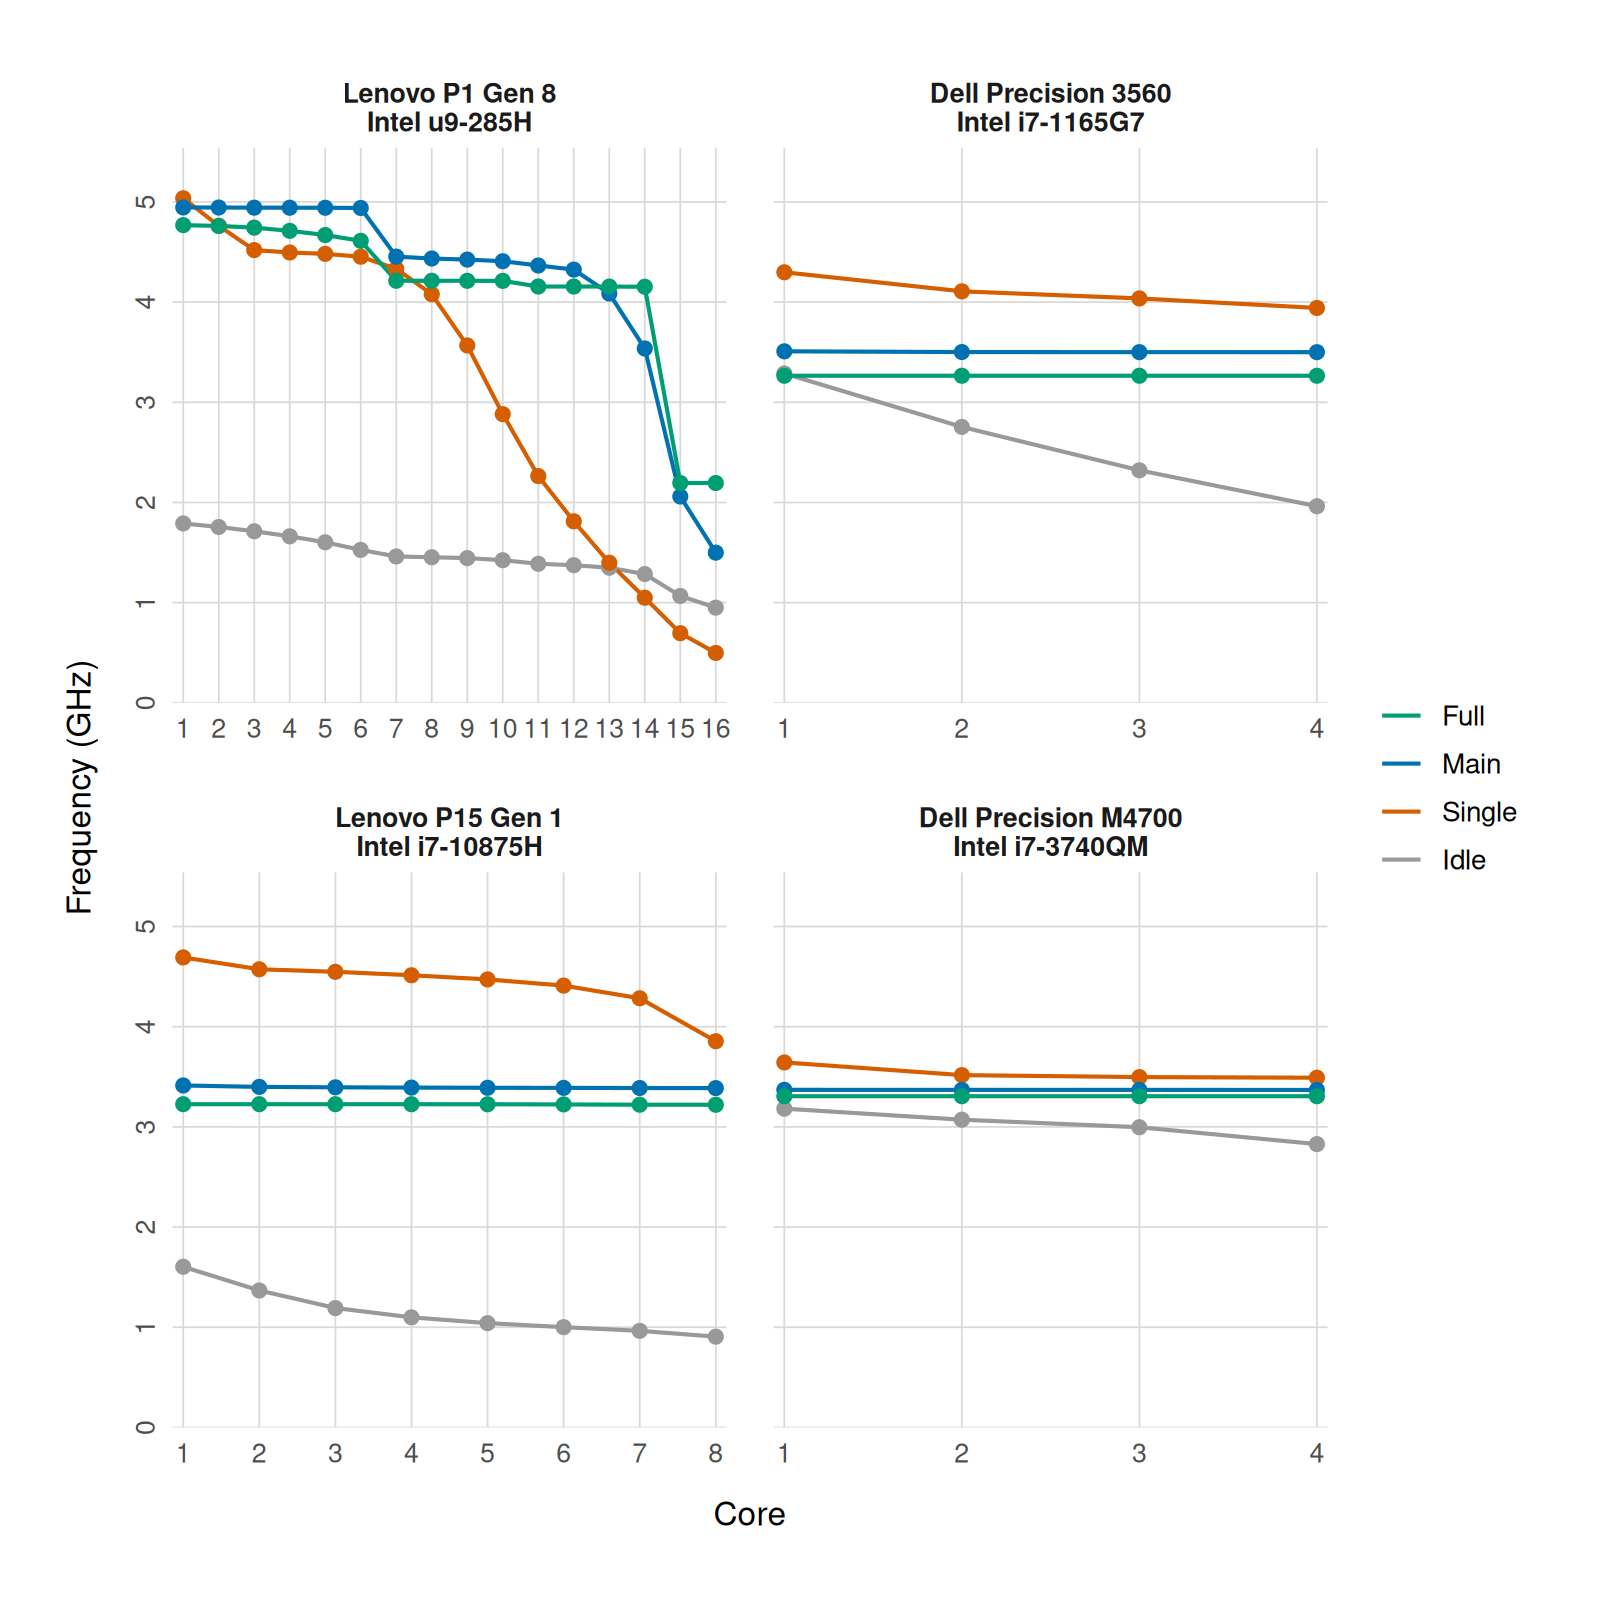 Lenovo P1 Gen 8
Intel u9-285H
Dell Precision 3560
Intel i7-1165G7
5
4
3
2
1
0
1 2 3 4 5 6 7 8 9 10 11 12 13 14 15 16
1 2 3 4
Frequency (GHz)
Full
Main
Single
Idle
Lenovo P15 Gen 1
Intel i7-10875H
Dell Precision M4700
Intel i7-3740QM
5
4
3
2
1
0
1 2 3 4 5 6 7 8
1 2 3 4
Core